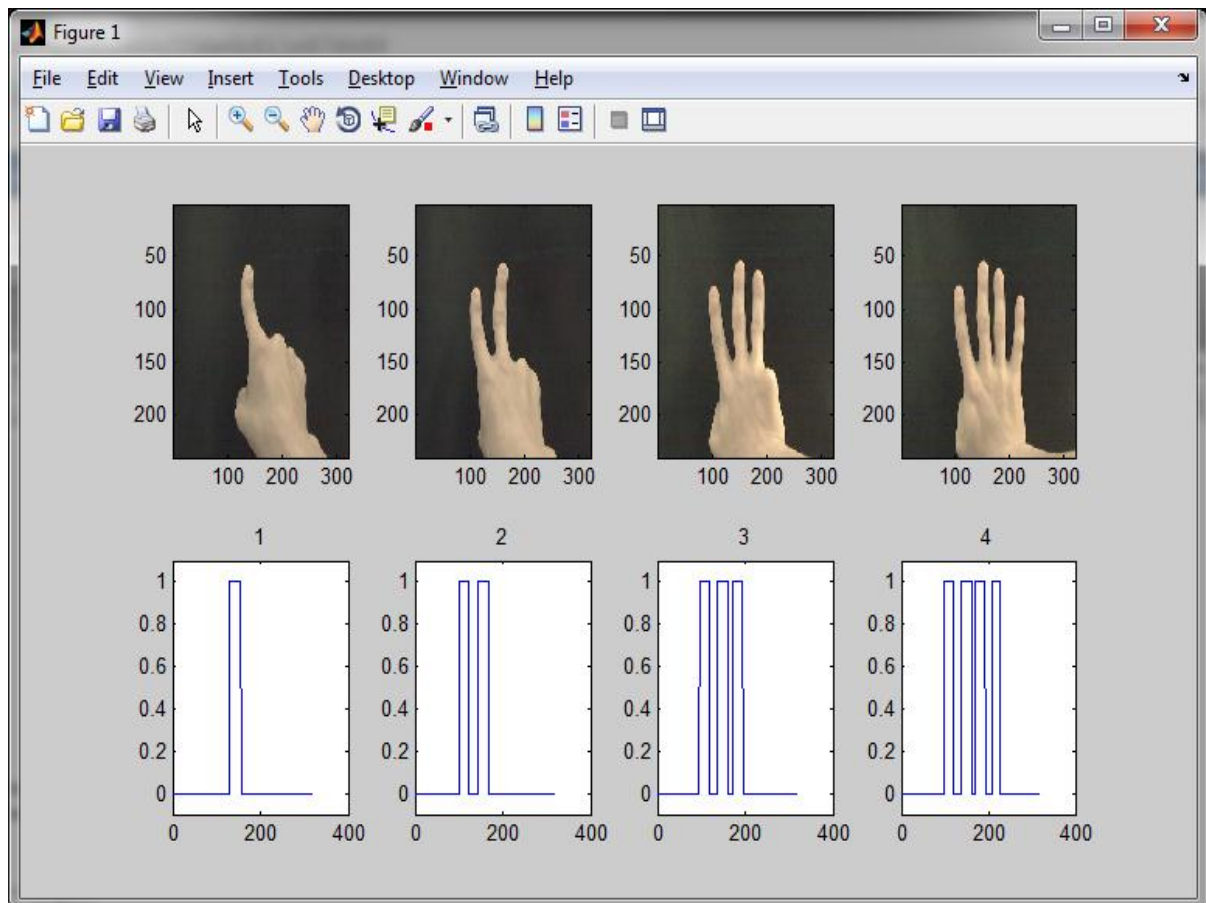 Figure 1
File Edit View Insert Tools Desktop Window Help
50 50 50 50
100 100 100 100
150 150 150 150
200 200 200 200
100 200 300 100 200 300 100 200 300 100 200 300
1 2 3 4
1 1 1 1
0.8 0.8 0.8 0.8
0.6 0.6 0.6 0.6
0.4 0.4 0.4 0.4
0.2 0.2 0.2 0.2
0 0 0 0
0 200 400 0 200 400 0 200 400 0 200 400